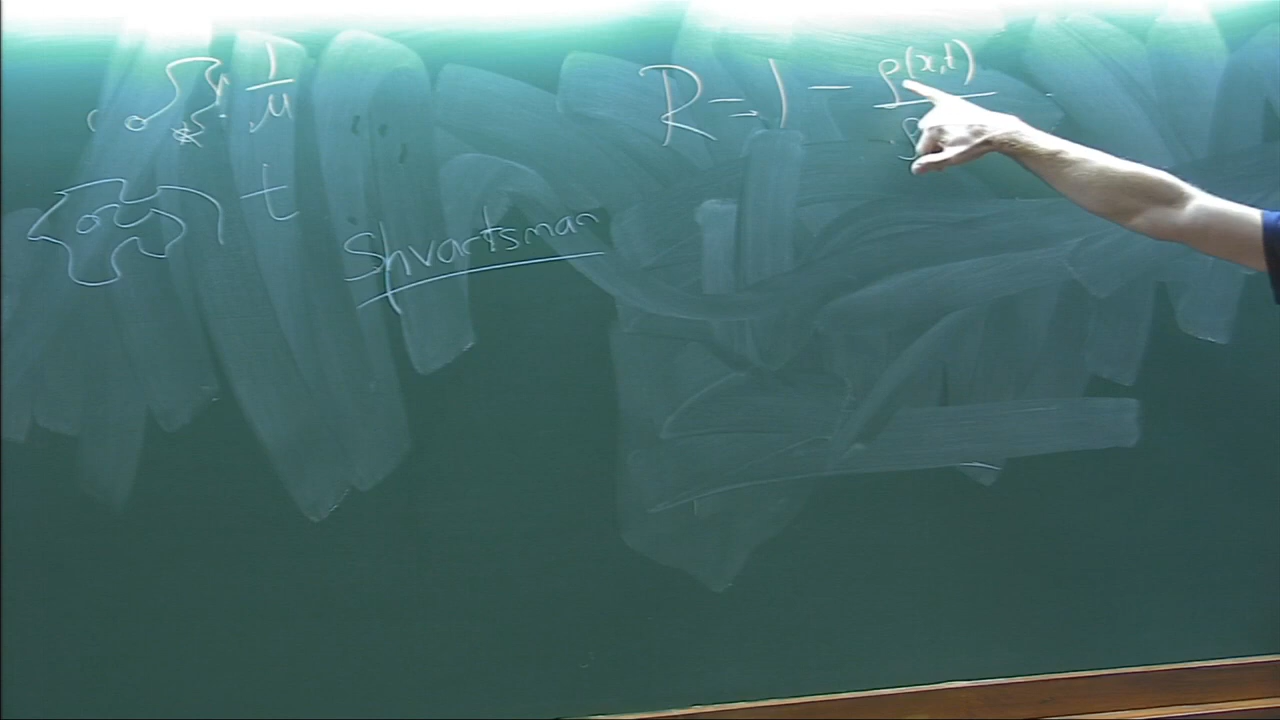 1/μ
t
Shvartsman
R = 1 - ρ(x,t)/ρ